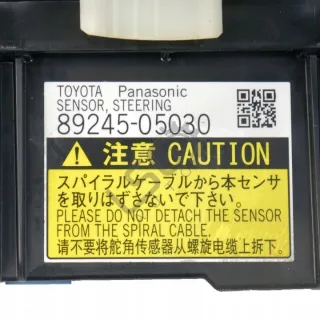 TOYOTA Panasonic
SENSOR, STEERING
89245-05030
注意 CAUTION
スパイラルケーブルから本センサ
を取りはずさないで下さい。
PLEASE DO NOT DETACH THE SENSOR
FROM THE SPIRAL CABLE.
请不要将舵角传感器从螺旋电缆上拆下。